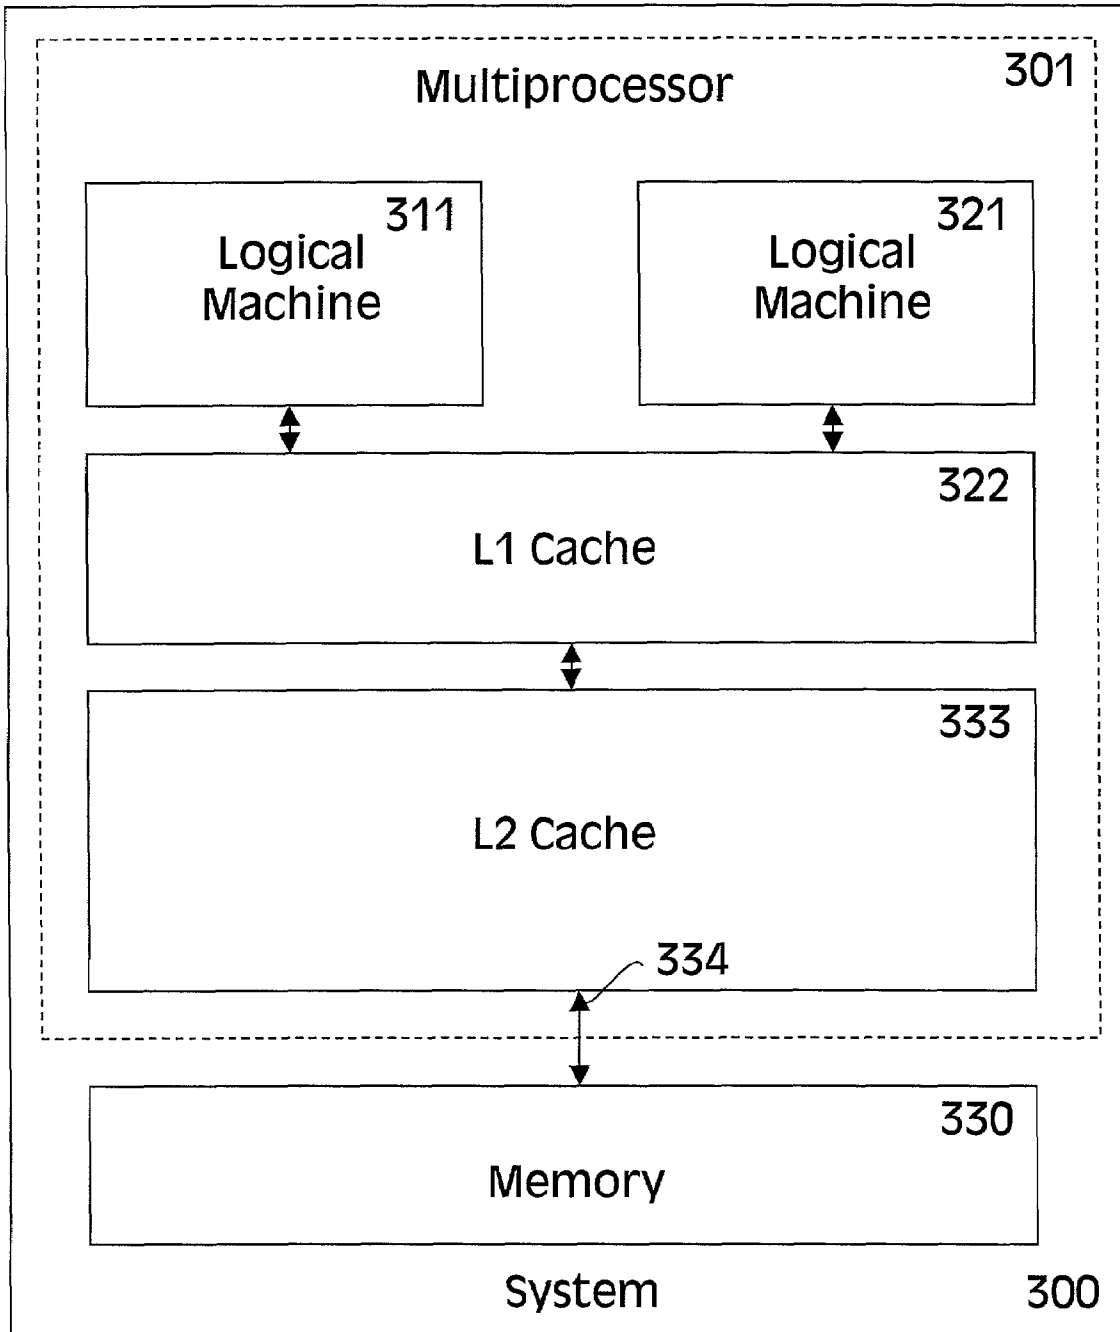 301
Multiprocessor
311
Logical
Machine
321
Logical
Machine
322
L1 Cache
333
L2 Cache
334
330
Memory
System
300